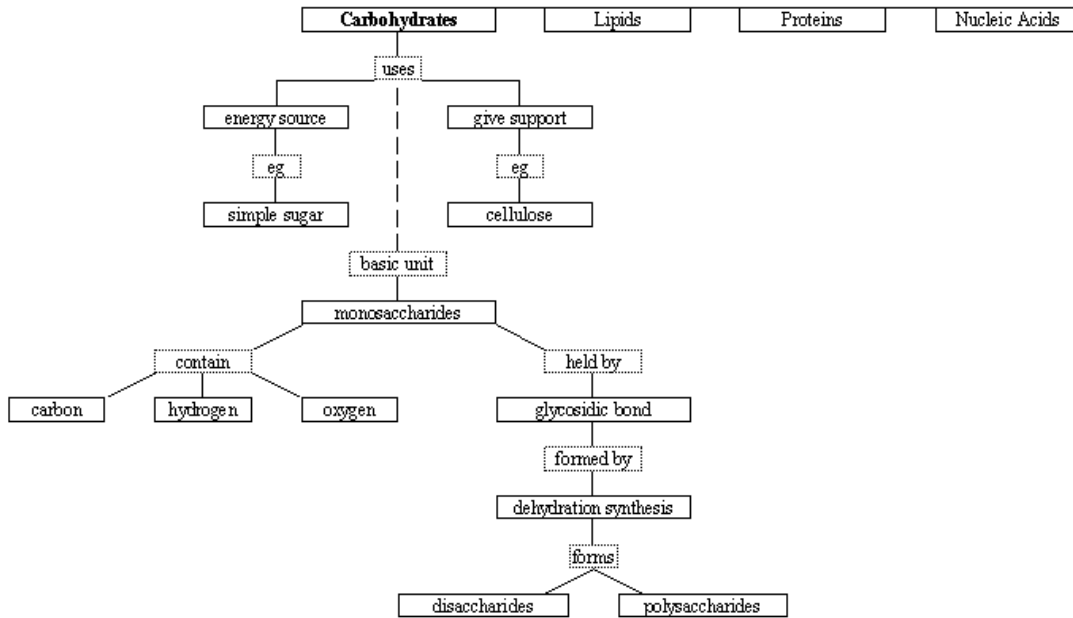 Carbohydrates Lipids Proteins Nucleic Acids
uses
energy source give support
eg eg
simple sugar cellulose
basic unit
monosaccharides
contain held by
carbon hydrogen oxygen glycosidic bond
formed by
dehydration synthesis
forms
disaccharides polysaccharides